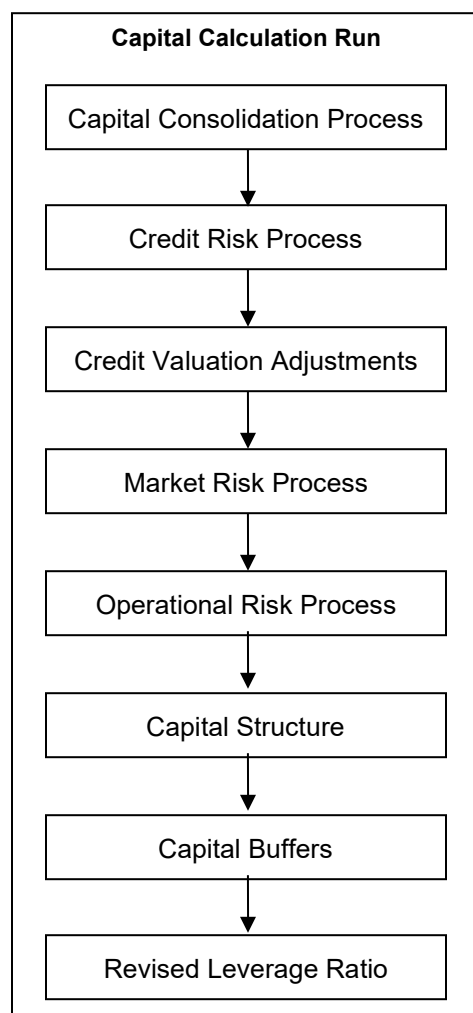 Capital Calculation Run
Capital Consolidation Process
Credit Risk Process
Credit Valuation Adjustments
Market Risk Process
Operational Risk Process
Capital Structure
Capital Buffers
Revised Leverage Ratio